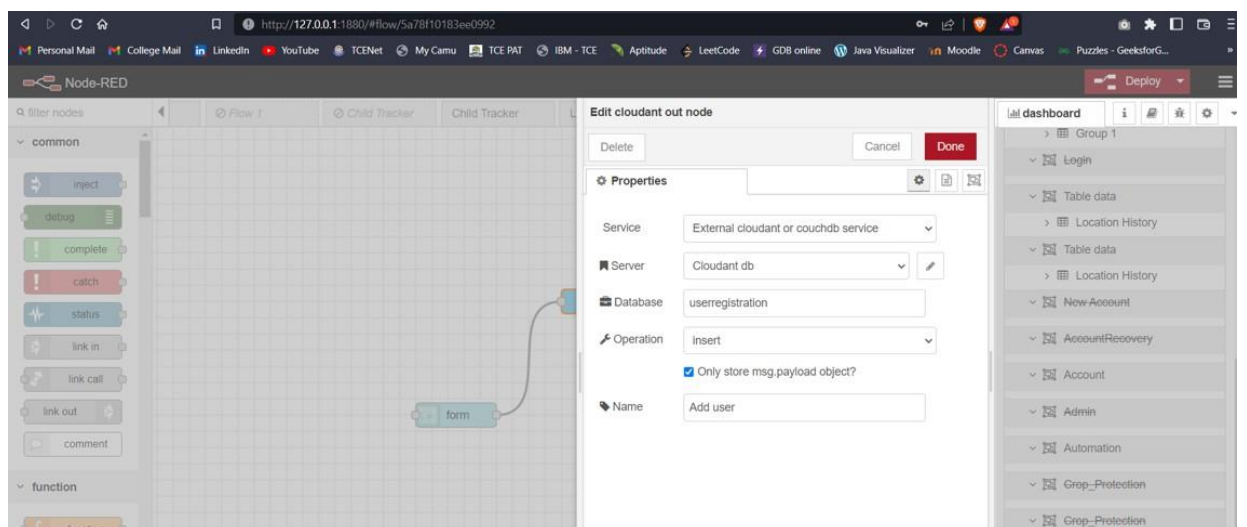 http://127.0.0.1:1880/#flow/5a78f10183ee0992
Personal Mail College Mail LinkedIn YouTube TCENet My Camu TCE PAT IBM - TCE Aptitude LeetCode GDB online Java Visualizer Moodle Canvas Puzzles - GeeksforG... »
Node-RED Deploy
filter nodes
Flow 1 Child Tracker Child Tracker L
common
inject
debug
complete
catch
status
link in
link call
link out
comment
function
form
Edit cloudant out node
Delete Cancel Done
Properties
Service External cloudant or couchdb service
Server Cloudant db
Database userregistration
Operation insert
Only store msg.payload object?
Name Add user
dashboard i
Group 1
Login
Table data
Location History
Table data
Location History
New Account
AccountRecovery
Account
Admin
Automation
Crop_Protection
Crop_Protection